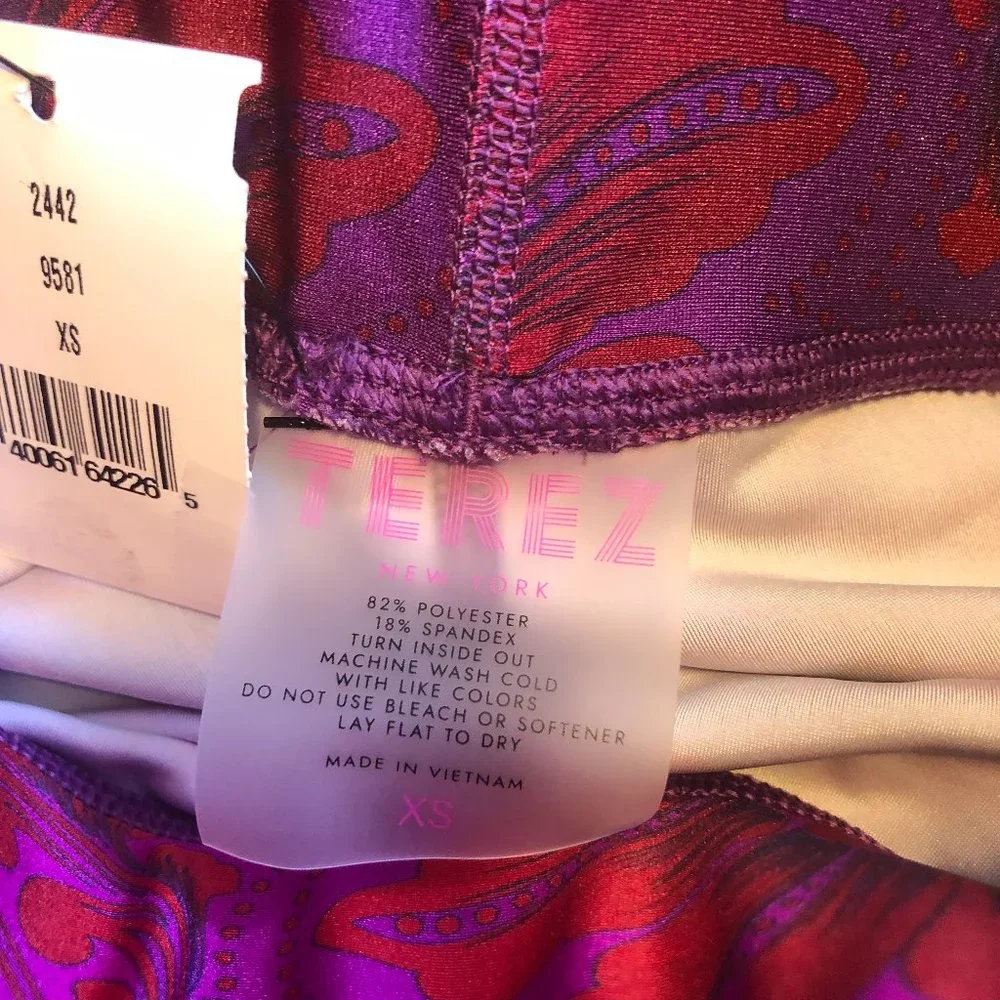 2442
9581
XS
40061 64226 5
TEREZ
NEW YORK
82% POLYESTER
18% SPANDEX
TURN INSIDE OUT
MACHINE WASH COLD
WITH LIKE COLORS
DO NOT USE BLEACH OR SOFTENER
LAY FLAT TO DRY
MADE IN VIETNAM
XS